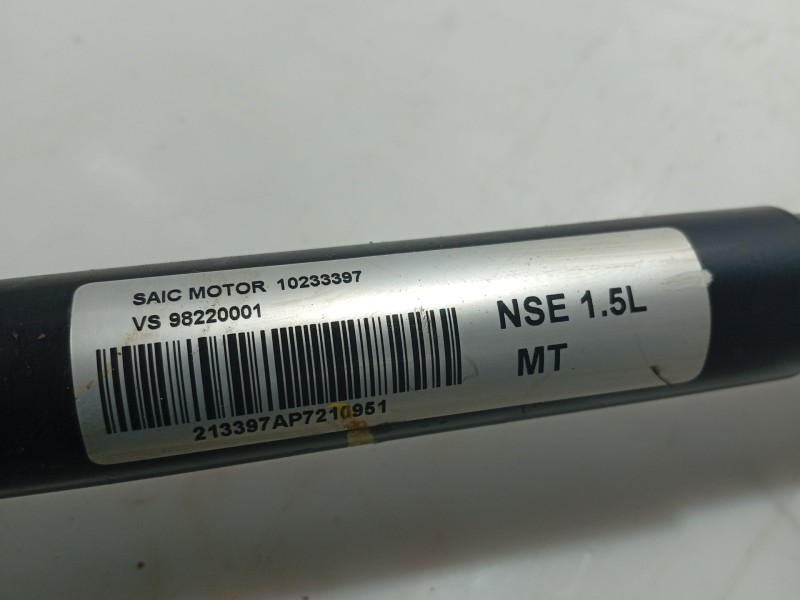 SAIC MOTOR 10233397
VS 98220001
213397AP7210951
NSE 1.5L
MT